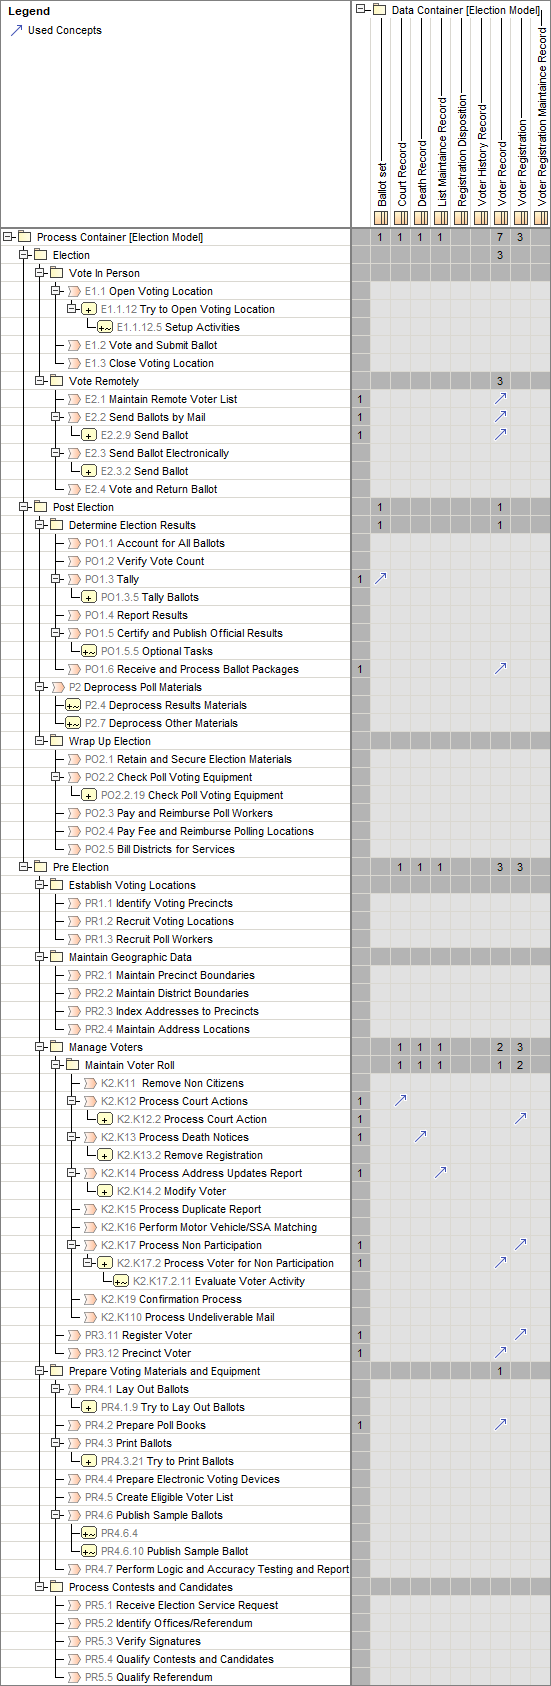 Legend
Used Concepts
Data Container [Election Model]
Ballot set
Court Record
Death Record
List Maintaince Record
Registration Disposition
Voter History Record
Voter Record
Voter Registration
Voter Registration Maintaince Record
Process Container [Election Model] 1 1 1 1 7 3
Election 3
Vote In Person
E1.1 Open Voting Location
E1.1.12 Try to Open Voting Location
E1.1.12.5 Setup Activities
E1.2 Vote and Submit Ballot
E1.3 Close Voting Location
Vote Remotely 3
E2.1 Maintain Remote Voter List 1
E2.2 Send Ballots by Mail 1
E2.2.9 Send Ballot 1
E2.3 Send Ballot Electronically
E2.3.2 Send Ballot
E2.4 Vote and Return Ballot
Post Election 1 1
Determine Election Results 1 1
PO1.1 Account for All Ballots
PO1.2 Verify Vote Count
PO1.3 Tally 1
PO1.3.5 Tally Ballots
PO1.4 Report Results
PO1.5 Certify and Publish Official Results
PO1.5.5 Optional Tasks
PO1.6 Receive and Process Ballot Packages 1
P2 Deprocess Poll Materials
P2.4 Deprocess Results Materials
P2.7 Deprocess Other Materials
Wrap Up Election
PO2.1 Retain and Secure Election Materials
PO2.2 Check Poll Voting Equipment
PO2.2.19 Check Poll Voting Equipment
PO2.3 Pay and Reimburse Poll Workers
PO2.4 Pay Fee and Reimburse Polling Locations
PO2.5 Bill Districts for Services
Pre Election 1 1 1 3 3
Establish Voting Locations
PR1.1 Identify Voting Precincts
PR1.2 Recruit Voting Locations
PR1.3 Recruit Poll Workers
Maintain Geographic Data
PR2.1 Maintain Precinct Boundaries
PR2.2 Maintain District Boundaries
PR2.3 Index Addresses to Precincts
PR2.4 Maintain Address Locations
Manage Voters 1 1 1 2 3
Maintain Voter Roll 1 1 1 1 2
K2.K11 Remove Non Citizens
K2.K12 Process Court Actions 1
K2.K12.2 Process Court Action 1
K2.K13 Process Death Notices 1
K2.K13.2 Remove Registration
K2.K14 Process Address Updates Report 1
K2.K14.2 Modify Voter
K2.K15 Process Duplicate Report
K2.K16 Perform Motor Vehicle/SSA Matching
K2.K17 Process Non Participation 1
K2.K17.2 Process Voter for Non Participation 1
K2.K17.2.11 Evaluate Voter Activity
K2.K19 Confirmation Process
K2.K110 Process Undeliverable Mail
PR3.11 Register Voter 1
PR3.12 Precinct Voter 1
Prepare Voting Materials and Equipment 1
PR4.1 Lay Out Ballots
PR4.1.9 Try to Lay Out Ballots
PR4.2 Prepare Poll Books 1
PR4.3 Print Ballots
PR4.3.21 Try to Print Ballots
PR4.4 Prepare Electronic Voting Devices
PR4.5 Create Eligible Voter List
PR4.6 Publish Sample Ballots
PR4.6.4
PR4.6.10 Publish Sample Ballot
PR4.7 Perform Logic and Accuracy Testing and Report
Process Contests and Candidates
PR5.1 Receive Election Service Request
PR5.2 Identify Offices/Referendum
PR5.3 Verify Signatures
PR5.4 Qualify Contests and Candidates
PR5.5 Qualify Referendum